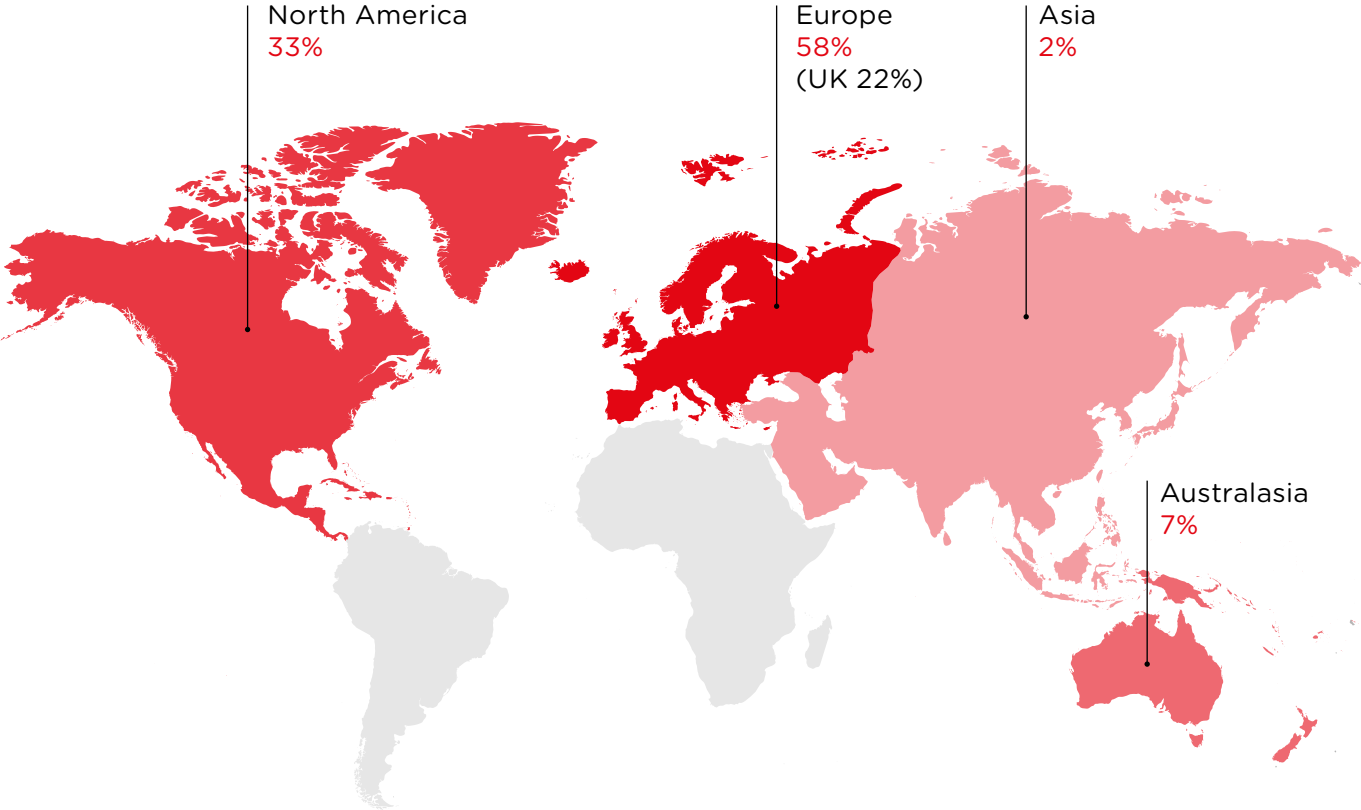 North America
33%
Europe
58%
(UK 22%)
Asia
2%
Australasia
7%